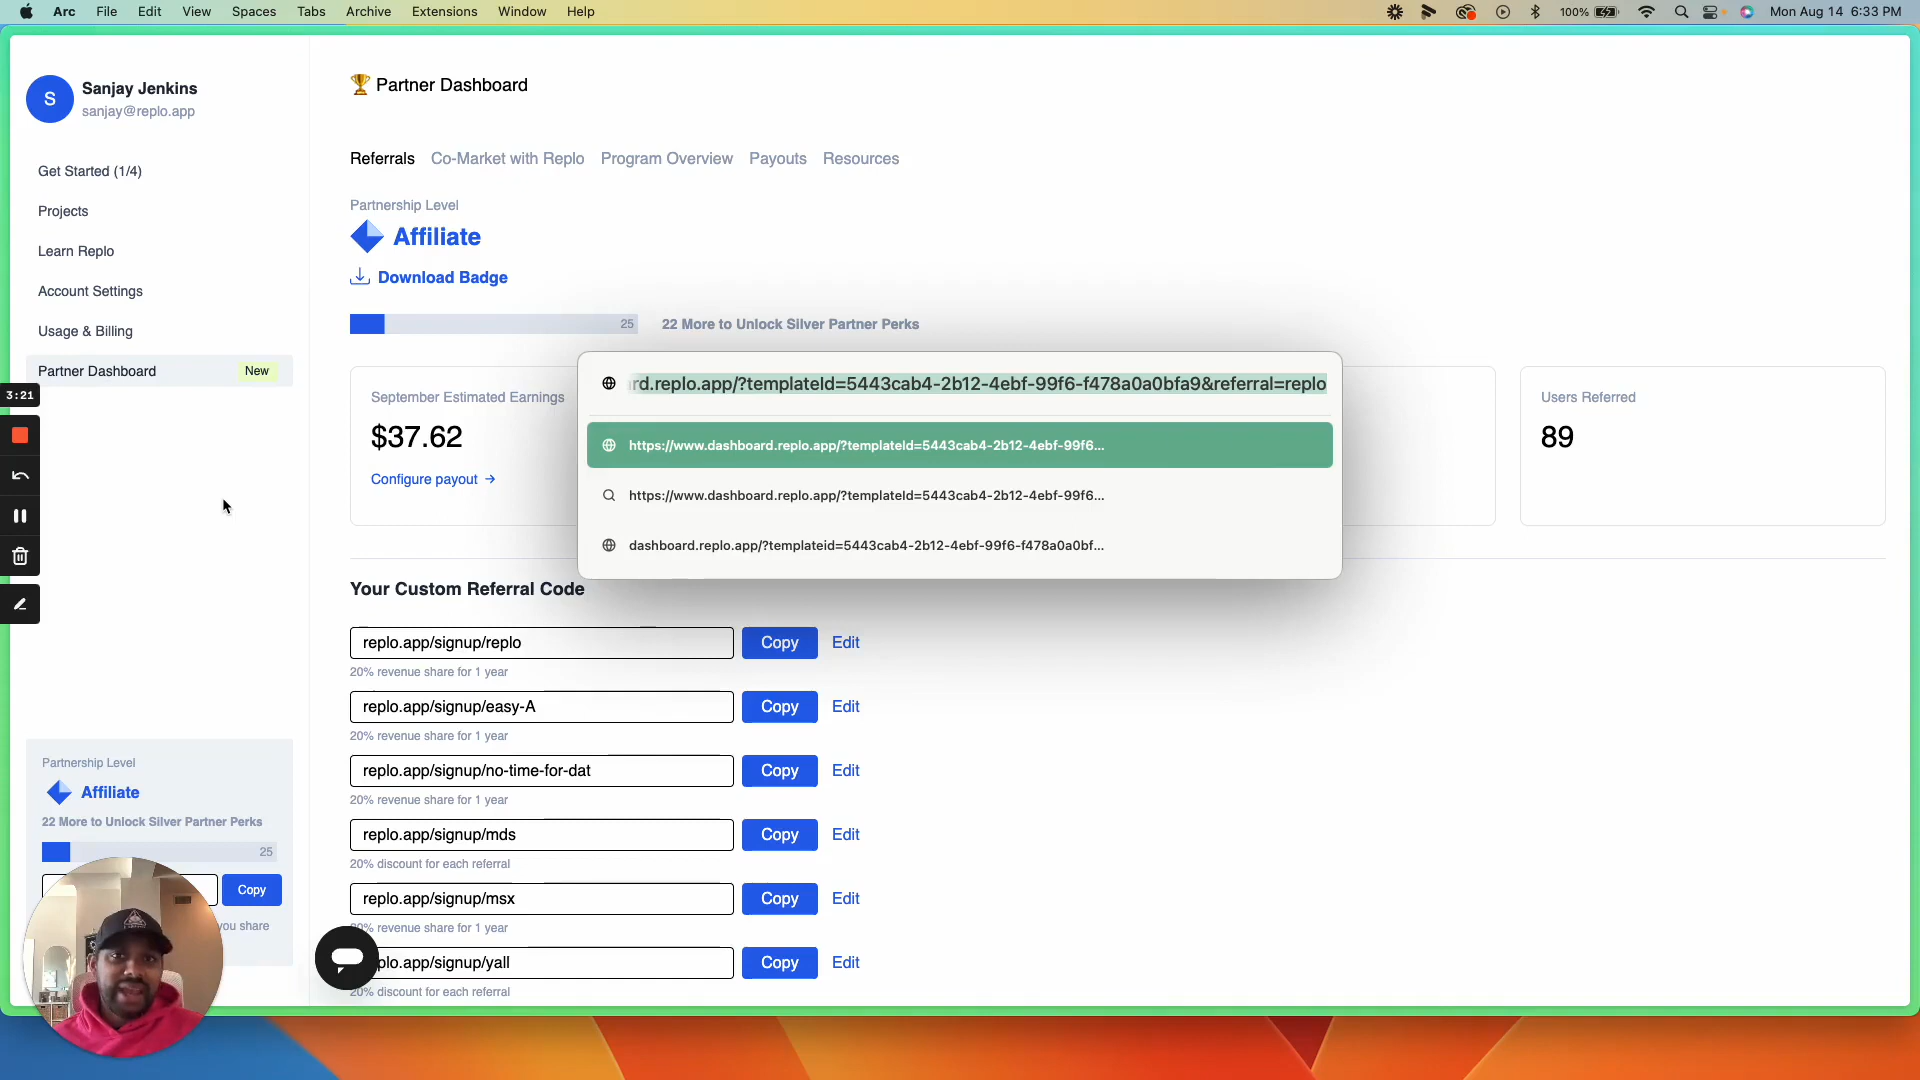 Arc File Edit View Spaces Tabs Archive Extensions Window Help
100% Mon Aug 14 6:33 PM
S
Sanjay Jenkins
sanjay@replo.app
Get Started (1/4)
Projects
Learn Replo
Account Settings
Usage & Billing
Partner Dashboard New
3:21
Partnership Level
Affiliate
22 More to Unlock Silver Partner Perks
25
Copy
you share
🏆 Partner Dashboard
Referrals Co-Market with Replo Program Overview Payouts Resources
Partnership Level
Affiliate
Download Badge
25 22 More to Unlock Silver Partner Perks
September Estimated Earnings
$37.62
Configure payout →
Users Referred
89
rd.replo.app/?templateId=5443cab4-2b12-4ebf-99f6-f478a0a0bfa9&referral=replo
https://www.dashboard.replo.app/?templateId=5443cab4-2b12-4ebf-99f6...
https://www.dashboard.replo.app/?templateId=5443cab4-2b12-4ebf-99f6...
dashboard.replo.app/?templateid=5443cab4-2b12-4ebf-99f6-f478a0a0bf...
Your Custom Referral Code
replo.app/signup/replo Copy Edit
20% revenue share for 1 year
replo.app/signup/easy-A Copy Edit
20% revenue share for 1 year
replo.app/signup/no-time-for-dat Copy Edit
20% revenue share for 1 year
replo.app/signup/mds Copy Edit
20% discount for each referral
replo.app/signup/msx Copy Edit
20% revenue share for 1 year
plo.app/signup/yall Copy Edit
20% discount for each referral